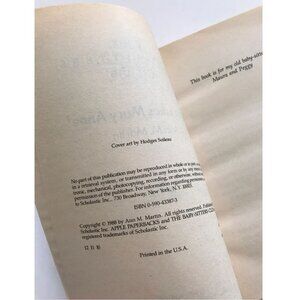 Cover art by Hodges Soileau
No part of this publication may be reproduced in whole or in part,
in a retrieval system, or transmitted in any form or by any means,
tronic, mechanical, photocopying, recording, or otherwise, without
permission of the publisher. For information regarding permission
to Scholastic Inc., 730 Broadway, New York, N.Y. 10003.
ISBN 0-590-43387-3
Copyright © 1988 by Ann M. Martin. All rights reserved. Publis
Scholastic Inc. APPLE PAPERBACKS and THE BABY-SITTERS CLU
registered trademarks of Scholastic Inc.
12 11 10
Printed in the U.S.A.
This book is for my old baby-sitte
Maura and Peggy